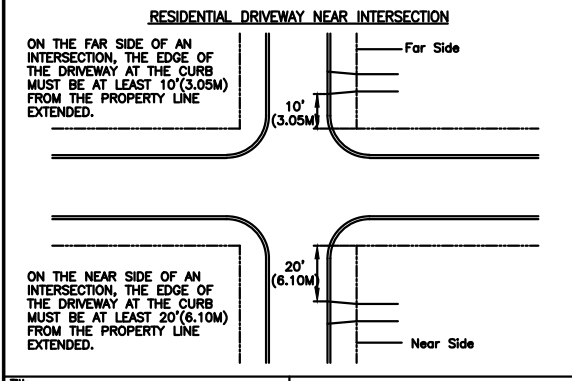 RESIDENTIAL DRIVEWAY NEAR INTERSECTION
ON THE FAR SIDE OF AN
INTERSECTION, THE EDGE OF
THE DRIVEWAY AT THE CURB
MUST BE AT LEAST 10'(3.05M)
FROM THE PROPERTY LINE
EXTENDED.
Far Side
10'
(3.05M)
20'
(6.10M)
ON THE NEAR SIDE OF AN
INTERSECTION, THE EDGE OF
THE DRIVEWAY AT THE CURB
MUST BE AT LEAST 20'(6.10M)
FROM THE PROPERTY LINE
EXTENDED.
Near Side